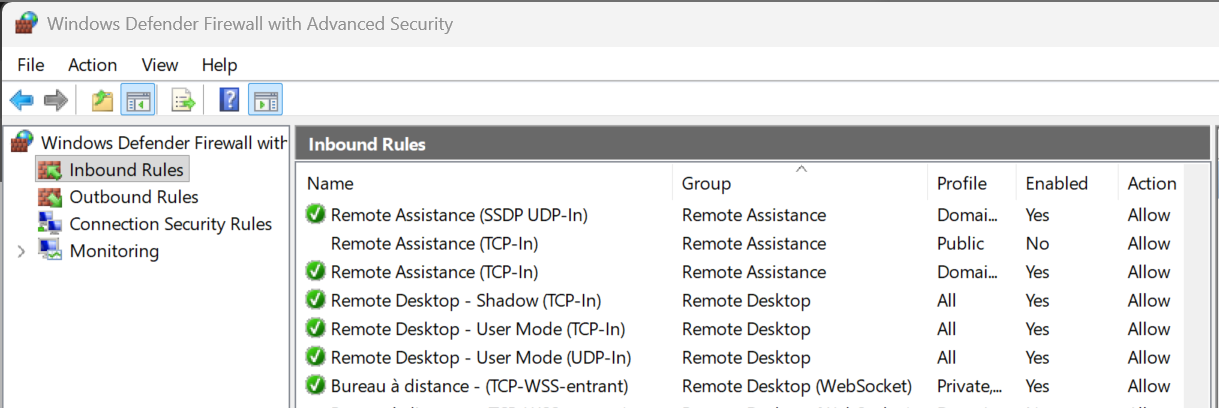 Windows Defender Firewall with Advanced Security
File Action View Help
Windows Defender Firewall with
Inbound Rules
Outbound Rules
Connection Security Rules
Monitoring
Inbound Rules
Name Group Profile Enabled Action
Remote Assistance (SSDP UDP-In) Remote Assistance Domai... Yes Allow
Remote Assistance (TCP-In) Remote Assistance Public No Allow
Remote Assistance (TCP-In) Remote Assistance Domai... Yes Allow
Remote Desktop - Shadow (TCP-In) Remote Desktop All Yes Allow
Remote Desktop - User Mode (TCP-In) Remote Desktop All Yes Allow
Remote Desktop - User Mode (UDP-In) Remote Desktop All Yes Allow
Bureau à distance - (TCP-WSS-entrant) Remote Desktop (WebSocket) Private,... Yes Allow